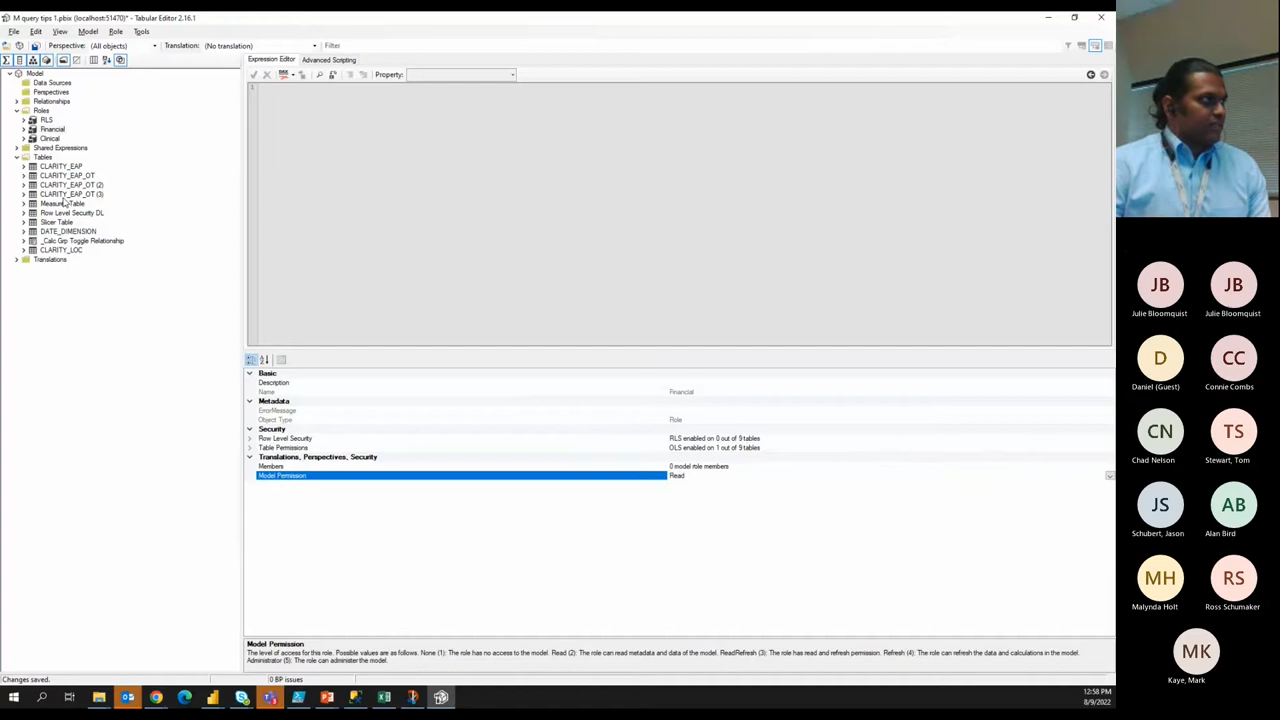 M query tips 1.pbix (localhost:51470)* - Tabular Editor 2.16.1
File Edit View Model Role Tools
Perspective: (All objects) Translation: (No translation) Filter
Expression Editor Advanced Scripting
Property:
1
Model
Data Sources
Perspectives
Relationships
Roles
RLS
Financial
Clinical
Shared Expressions
Tables
CLARITY_EAP
CLARITY_EAP_OT
CLARITY_EAP_OT (2)
CLARITY_EAP_OT (3)
Measure Table
Row Level Security DL
Slicer Table
DATE_DIMENSION
_Calc Grp Toggle Relationship
CLARITY_LOC
Translations
Basic
Description
Name Financial
Metadata
ErrorMessage
Object Type Role
Security
Row Level Security RLS enabled on 0 out of 9 tables
Table Permissions OLS enabled on 1 out of 9 tables
Translations, Perspectives, Security
Members 0 model role members
Model Permission Read
Model Permission
The level of access for this role. Possible values are as follows. None (1): The role has no access to the model. Read (2): The role can read metadata and data of the model. ReadRefresh (3): The role has read and refresh permission. Refresh (4): The role can refresh the data and calculations in the model.
Administrator (5): The role can administer the model.
Changes saved. 0 BP issues
12:58 PM
8/9/2022
JB JB
Julie Bloomquist Julie Bloomquist
D CC
Daniel (Guest) Connie Combs
CN TS
Chad Nelson Stewart, Tom
JS AB
Schubert, Jason Alan Bird
MH RS
Malynda Holt Ross Schumaker
MK
Kaye, Mark